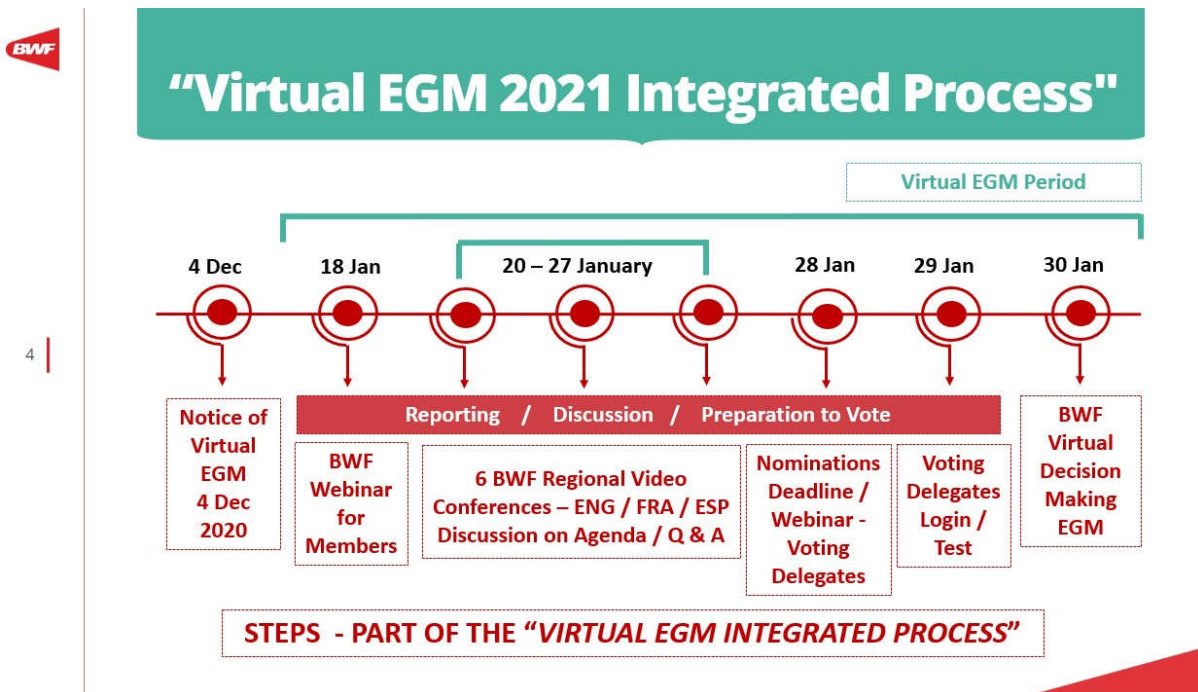 BWF
“Virtual EGM 2021 Integrated Process"
Virtual EGM Period
4 Dec
18 Jan
20 – 27 January
28 Jan
29 Jan
30 Jan
4
Reporting / Discussion / Preparation to Vote
Notice of
Virtual
EGM
4 Dec
2020
BWF
Webinar
for
Members
6 BWF Regional Video
Conferences – ENG / FRA / ESP
Discussion on Agenda / Q & A
Nominations
Deadline /
Webinar -
Voting
Delegates
Voting
Delegates
Login /
Test
BWF
Virtual
Decision
Making
EGM
STEPS - PART OF THE “VIRTUAL EGM INTEGRATED PROCESS”